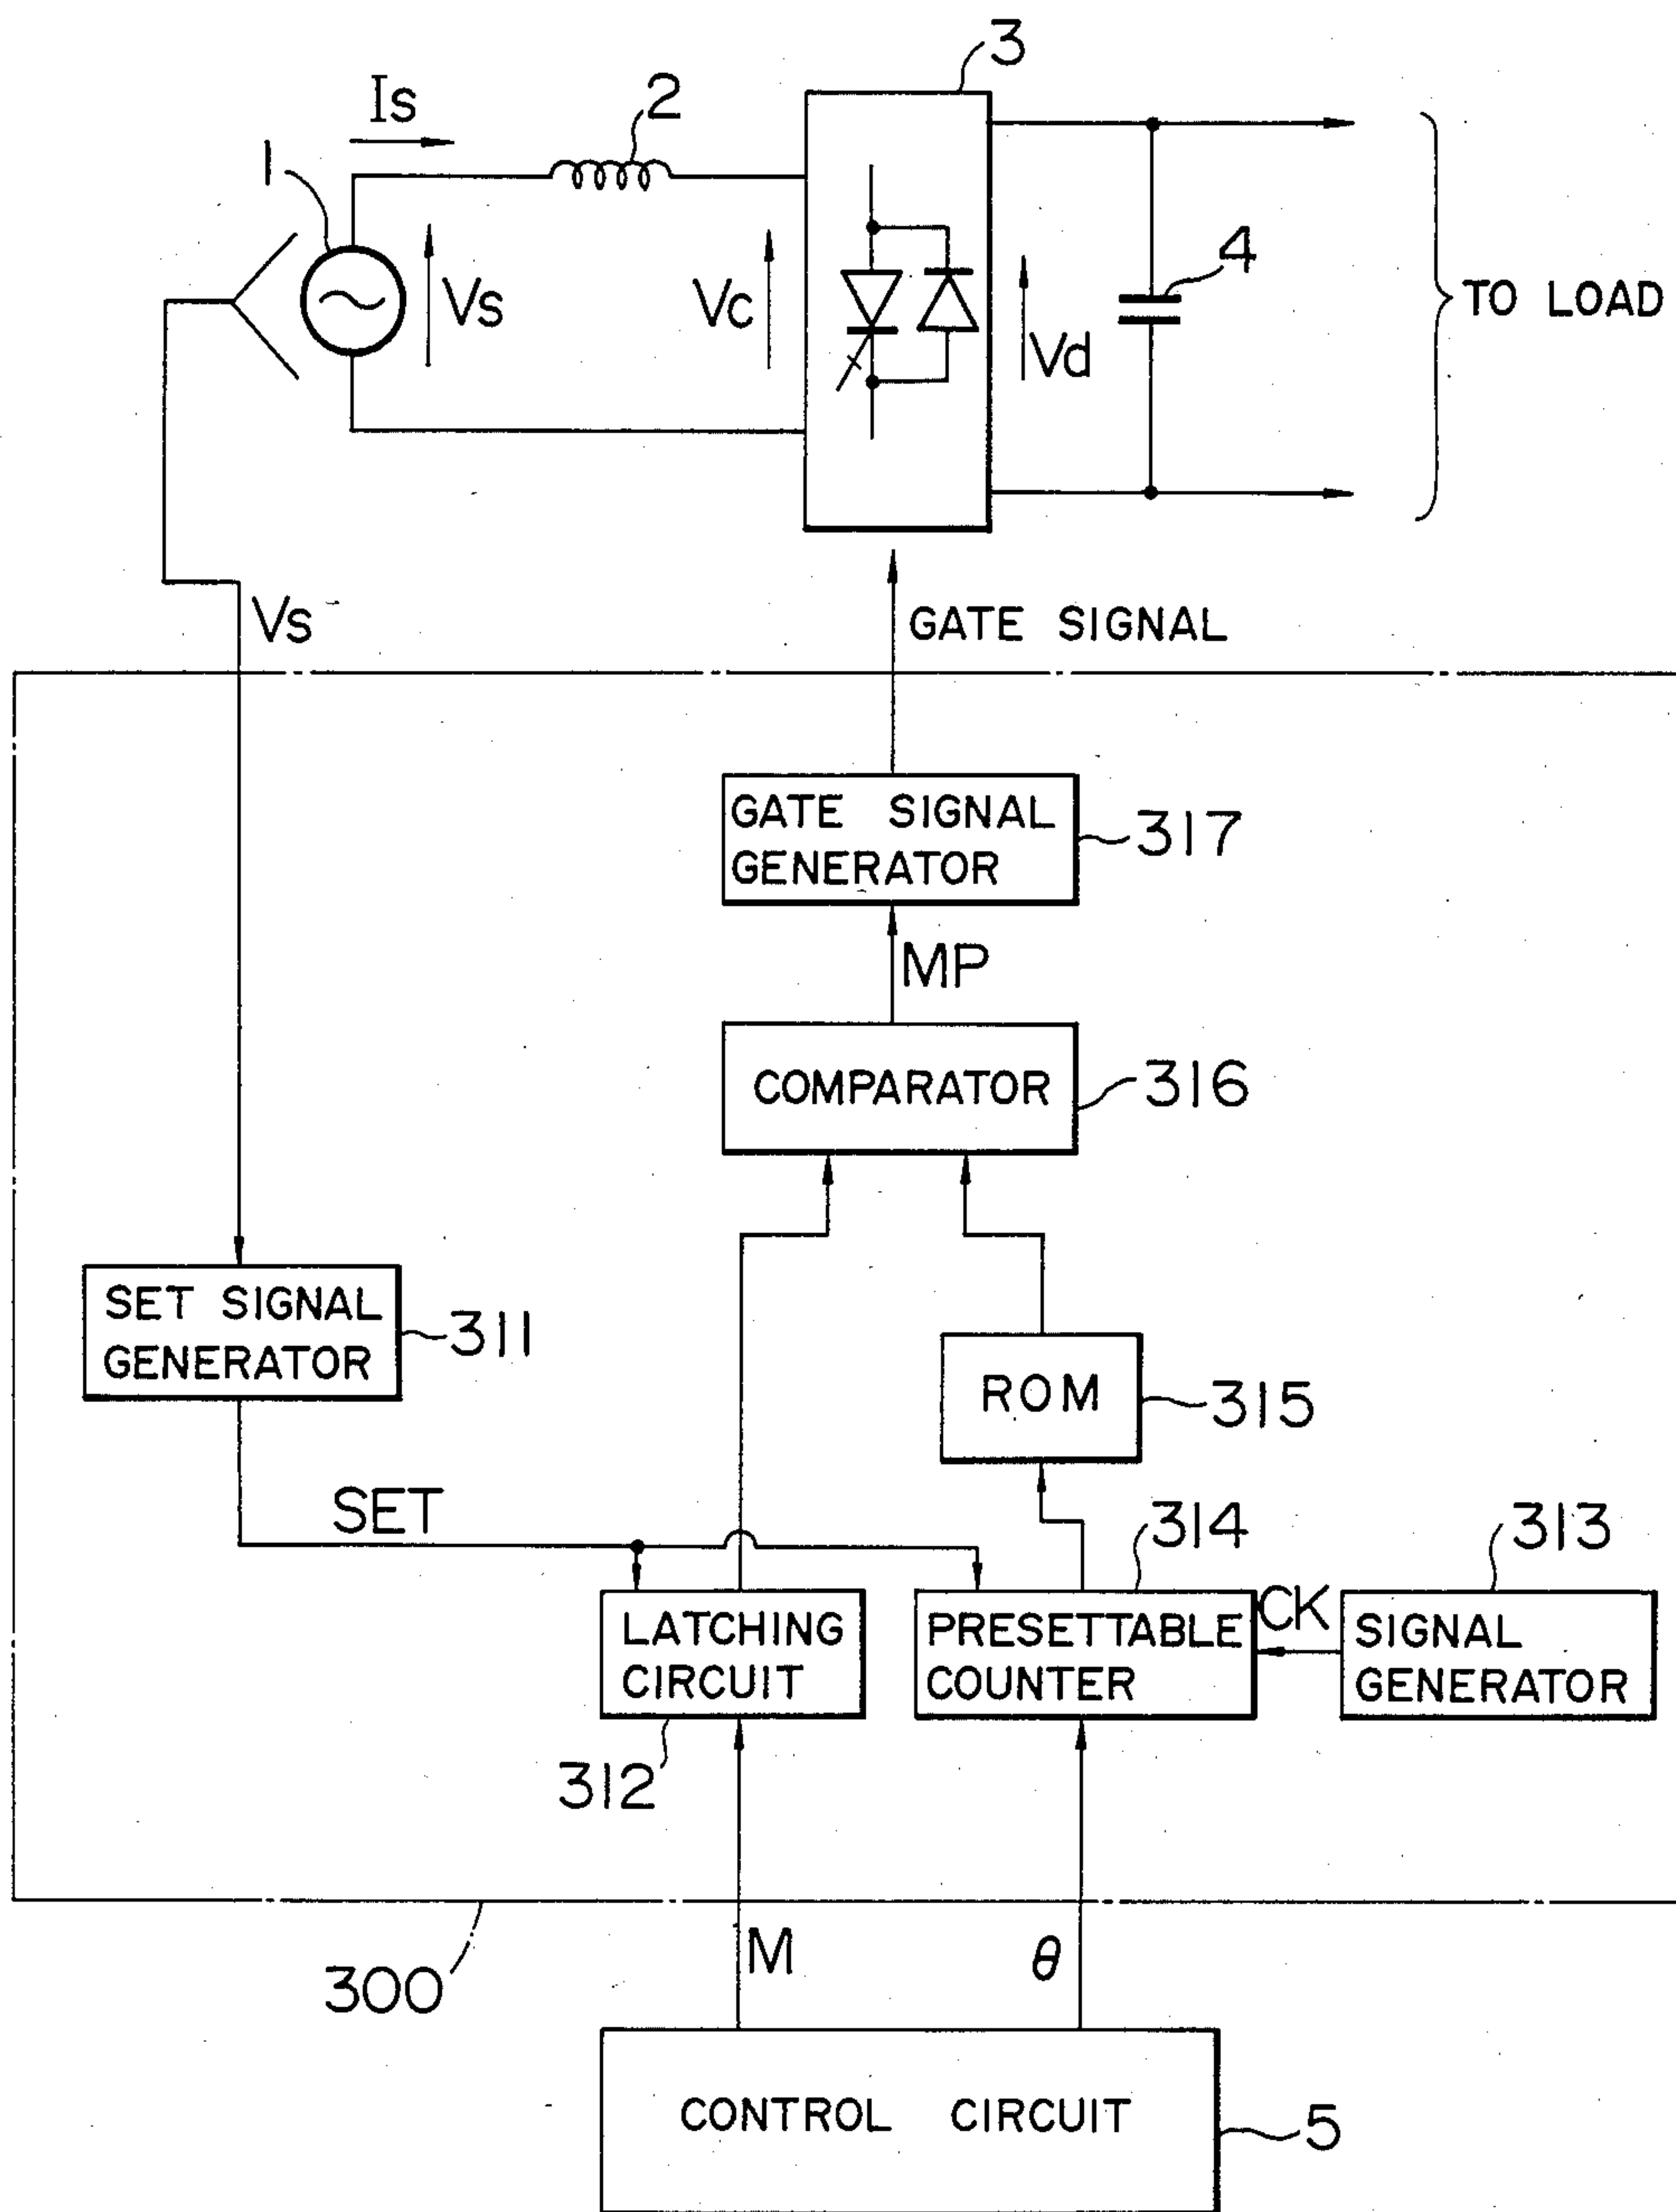 3
Is
2
1
Vs
Vc
Vd
4
TO LOAD
Vs
GATE SIGNAL
GATE SIGNAL
GENERATOR
317
MP
COMPARATOR
316
SET SIGNAL
GENERATOR
311
ROM
315
SET
314
313
LATCHING
CIRCUIT
PRESETTABLE
COUNTER
CK
SIGNAL
GENERATOR
312
M
θ
300
CONTROL CIRCUIT
5